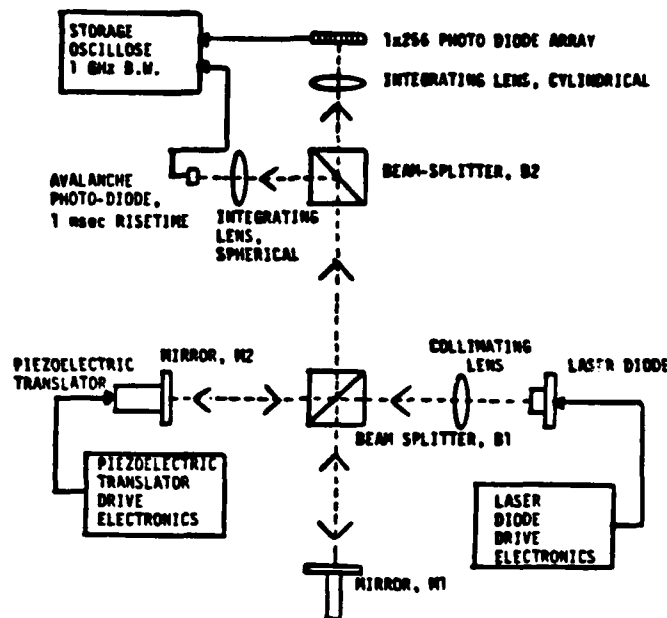 STORAGE
OSCILLOSE
1 GHz B.W.
1x256 PHOTO DIODE ARRAY
INTEGRATING LENS, CYLINDRICAL
BEAM-SPLITTER, B2
AVALANCHE
PHOTO-DIODE,
1 msec RISETIME
INTEGRATING
LENS,
SPHERICAL
MIRROR, M2
PIEZOELECTRIC
TRANSLATOR
COLLIMATING
LENS
LASER DIODE
BEAM SPLITTER, B1
PIEZOELECTRIC
TRANSLATOR
DRIVE
ELECTRONICS
LASER
DIODE
DRIVE
ELECTRONICS
MIRROR, M1